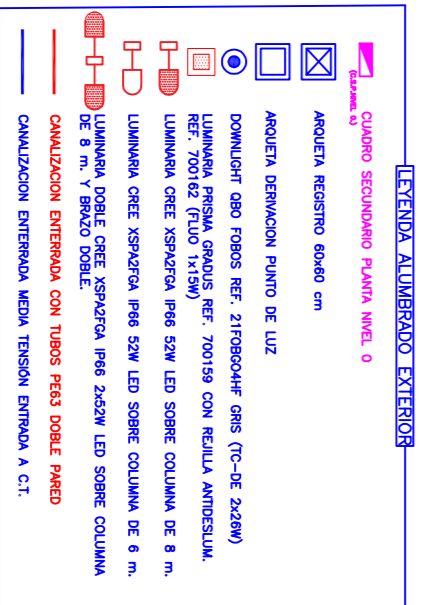 LEYENDA ALUMBRADO EXTERIOR
CUADRO SECUNDARIO PLANTA NIVEL 0
(C.S.P.NIVEL 0.)
ARQUETA REGISTRO 60x60 cm
ARQUETA DERIVACION PUNTO DE LUZ
DOWNLIGHT QBO FOBOS REF. 21FOBGO4HF GRIS (TC-DE 2x26W)
LUMINARIA PRISMA GRADUS REF. 700159 CON REJILLA ANTIDESLUM.
REF. 700162 (FLUO 1x15W)
LUMINARIA CREE XSPA2FGA IP66 52W LED SOBRE COLUMNA DE 8 m.
LUMINARIA CREE XSPA2FGA IP66 52W LED SOBRE COLUMNA DE 6 m.
LUMINARIA DOBLE CREE XSPA2FGA IP66 2x52W LED SOBRE COLUMNA
DE 8 m. Y BRAZO DOBLE.
CANALIZACION ENTERRADA CON TUBOS PE63 DOBLE PARED
CANALIZACION ENTERRADA MEDIA TENSIÓN ENTRADA A C.T.